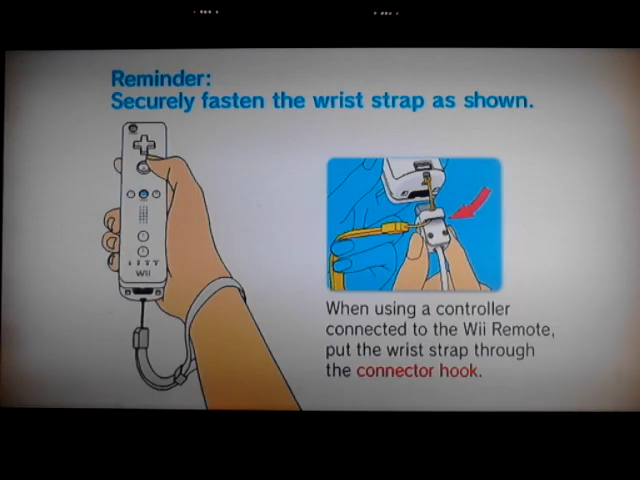 Reminder:
Securely fasten the wrist strap as shown.
Wii
When using a controller
connected to the Wii Remote,
put the wrist strap through
the connector hook.